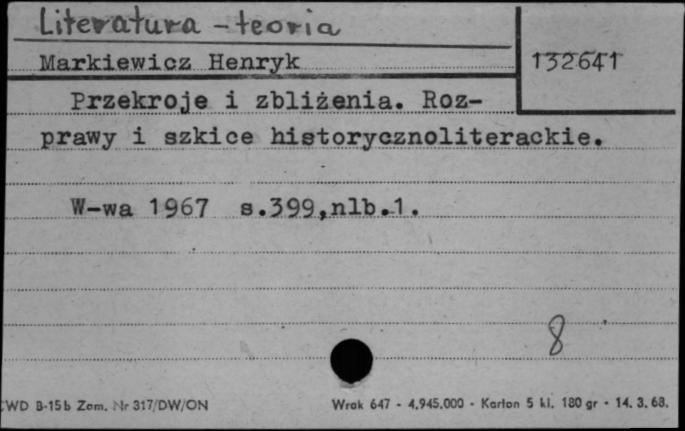 Literatura - teoria
Markiewicz Henryk
132641
Przekroje i zbliżenia. Roz-
prawy i szkice historycznoliterackie.
W-wa 1967 s.399,nlb.1.
8
CWD B-15b Zam. Nr 317/DW/ON
Wrak 647 - 4.945.000 - Karton 5 kl. 180 gr - 14. 3. 68.